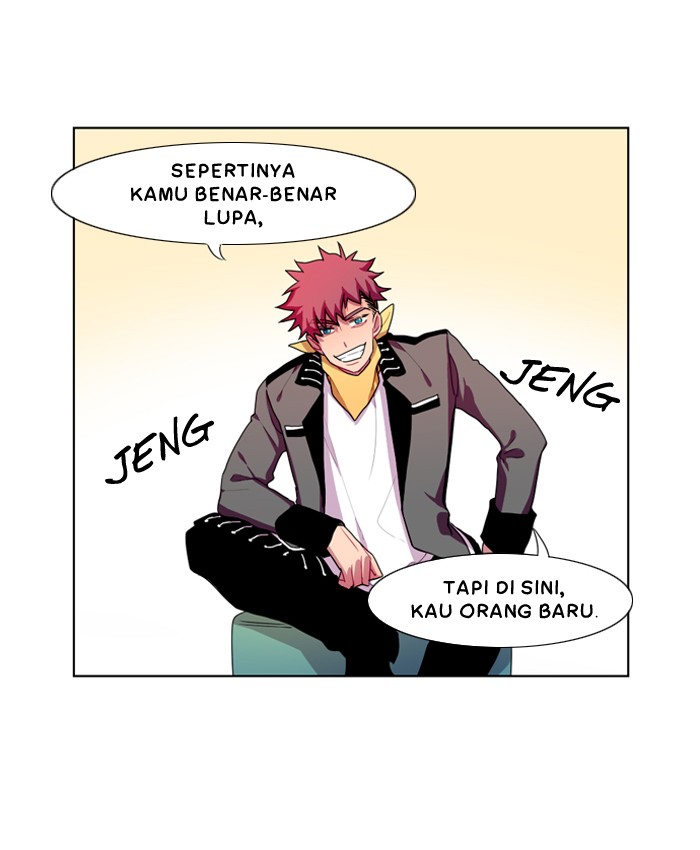 SEPERTINYA
KAMU BENAR-BENAR
LUPA,
JENG
JENG
TAPI DI SINI,
KAU ORANG BARU.